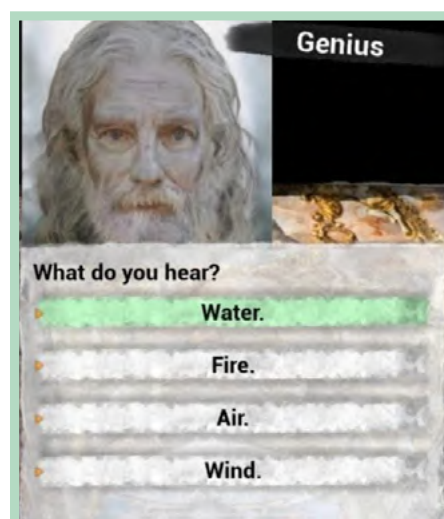 Genius
What do you hear?
Water.
Fire.
Air.
Wind.